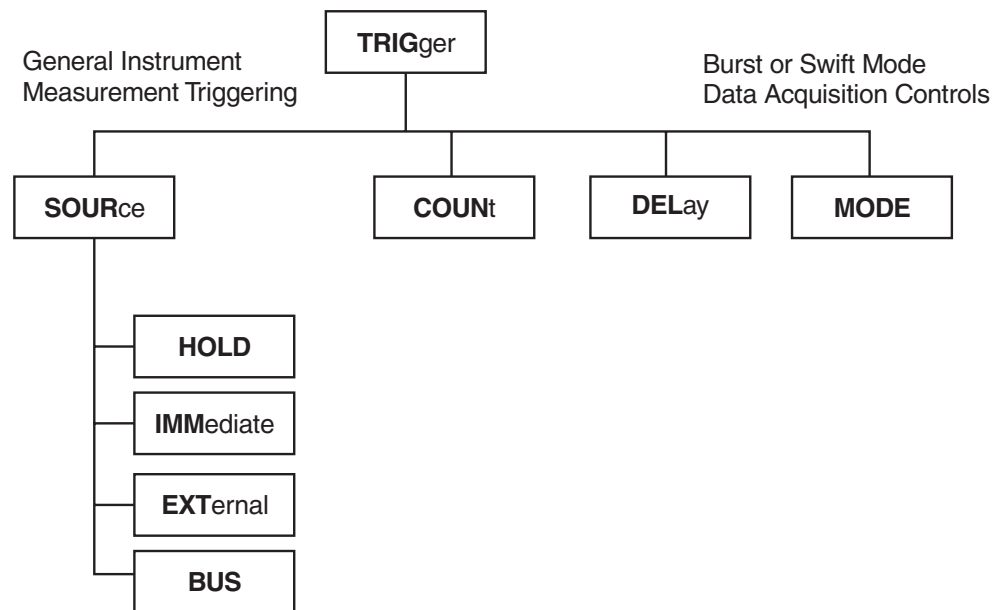 TRIGger
General Instrument
Measurement Triggering
Burst or Swift Mode
Data Acquisition Controls
SOURce
COUNt
DELay
MODE
HOLD
IMMediate
EXTernal
BUS